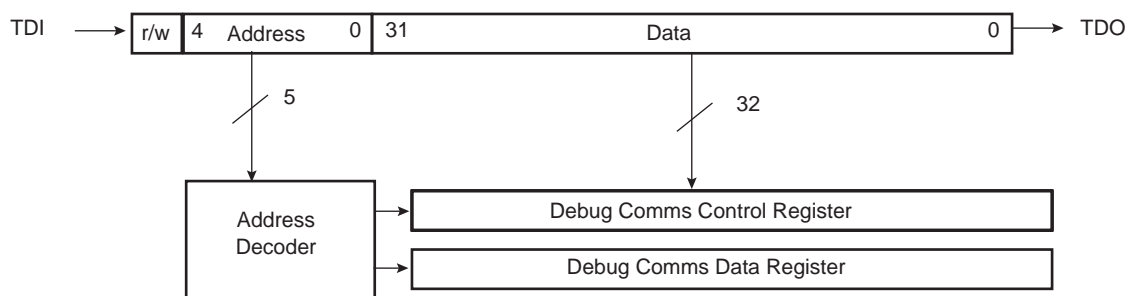 TDI r/w 4 Address 0 31 Data 0 TDO
5
32
Address
Decoder
Debug Comms Control Register
Debug Comms Data Register